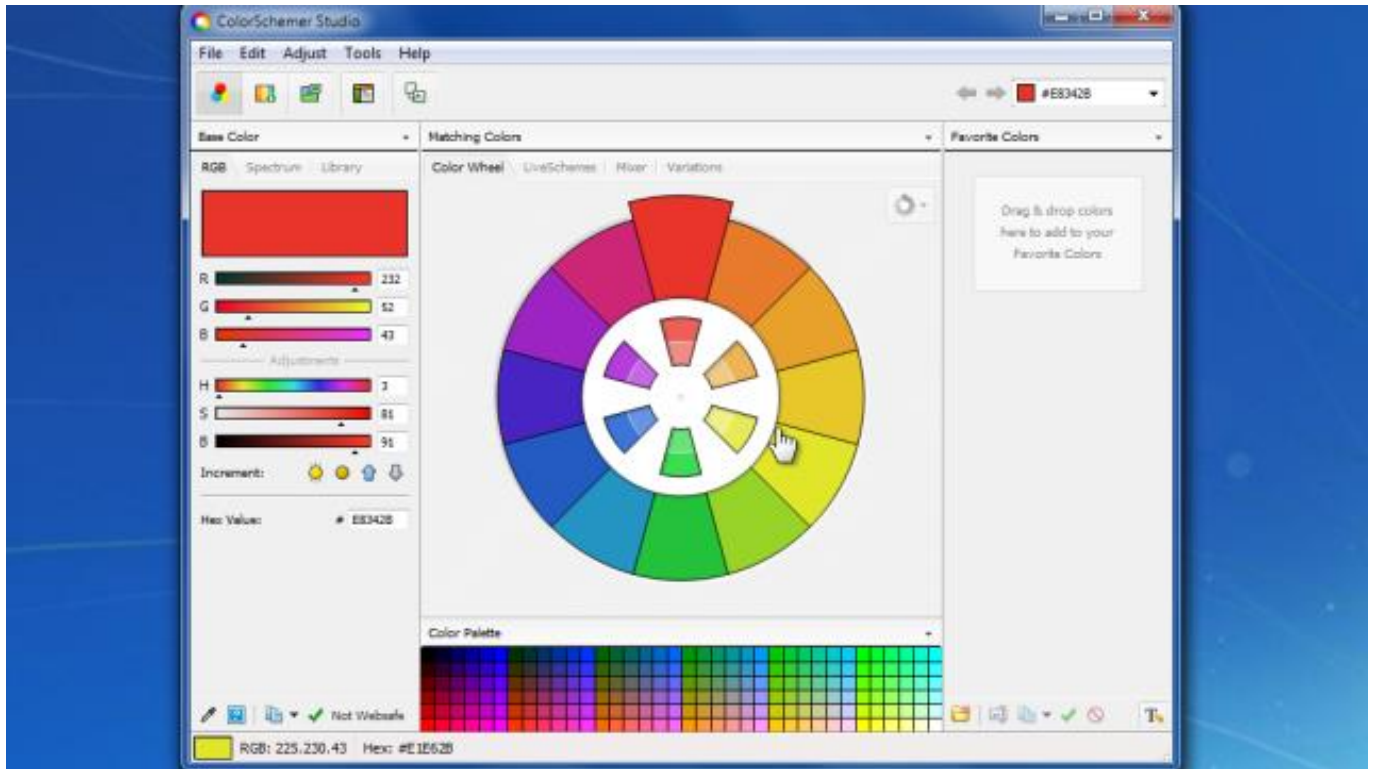 ColorSchemer Studio
File Edit Adjust Tools Help
#E8342B
Base Color
Matching Colors
Favorite Colors
RGB Spectrum Library
Color Wheel LiveSchemes Mixer Variations
Drag & drop colors
here to add to your
Favorite Colors
R 232
G 52
B 43
Adjustments
H 3
S 81
B 91
Increment:
Hex Value: # E8342B
Color Palette
Not Websafe
RGB: 225.230.43 Hex: #E1E62B